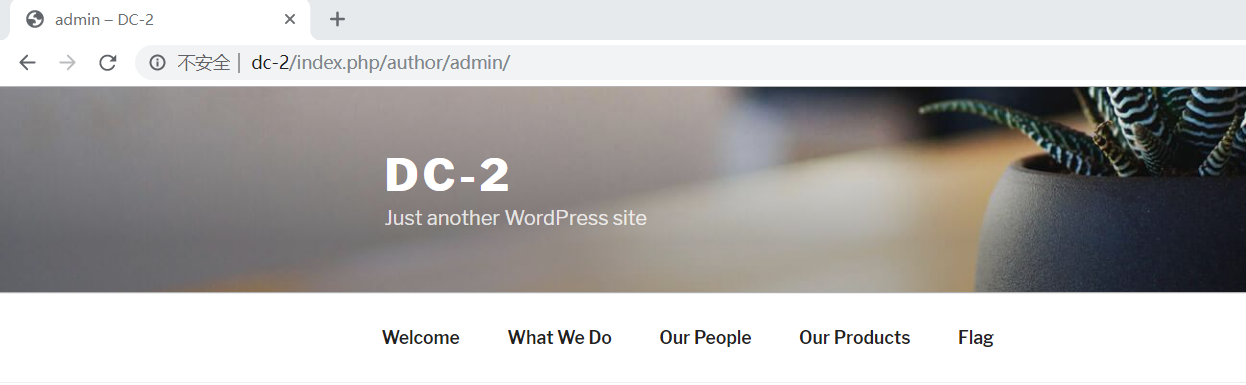 admin – DC-2
不安全 | dc-2/index.php/author/admin/
DC-2
Just another WordPress site
Welcome What We Do Our People Our Products Flag